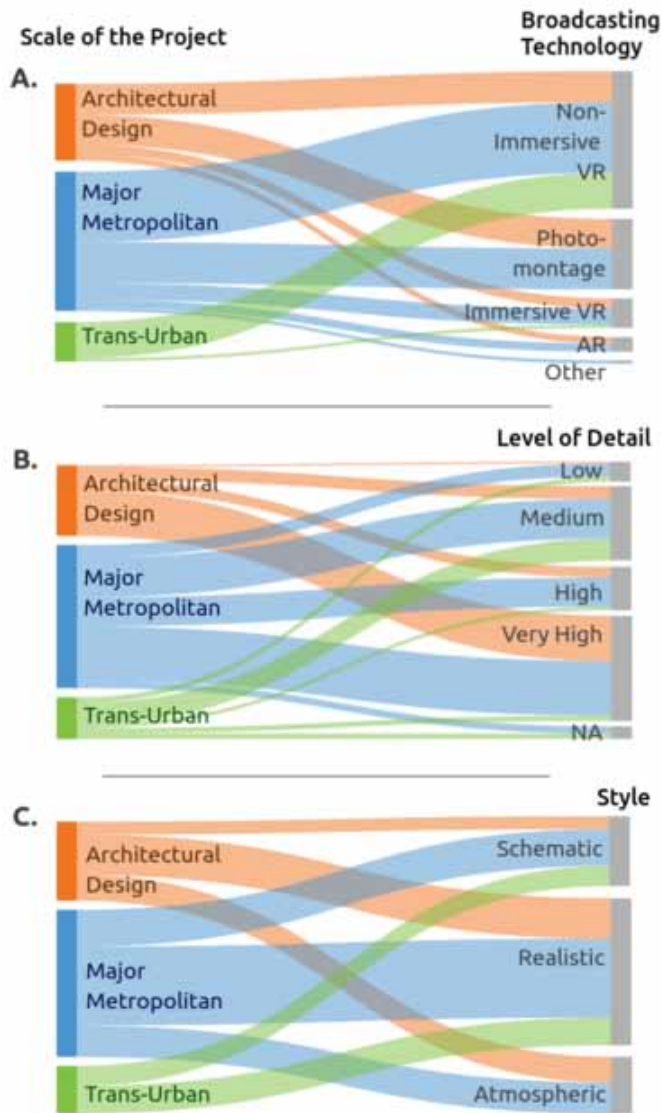 Scale of the Project
Broadcasting
Technology
A.
Architectural
Design
Major
Metropolitan
Trans-Urban
Non-
Immersive
VR
Photo-
montage
Immersive VR
AR
Other
Level of Detail
B.
Architectural
Design
Major
Metropolitan
Trans-Urban
Low
Medium
High
Very High
NA
Style
C.
Architectural
Design
Major
Metropolitan
Trans-Urban
Schematic
Realistic
Atmospheric